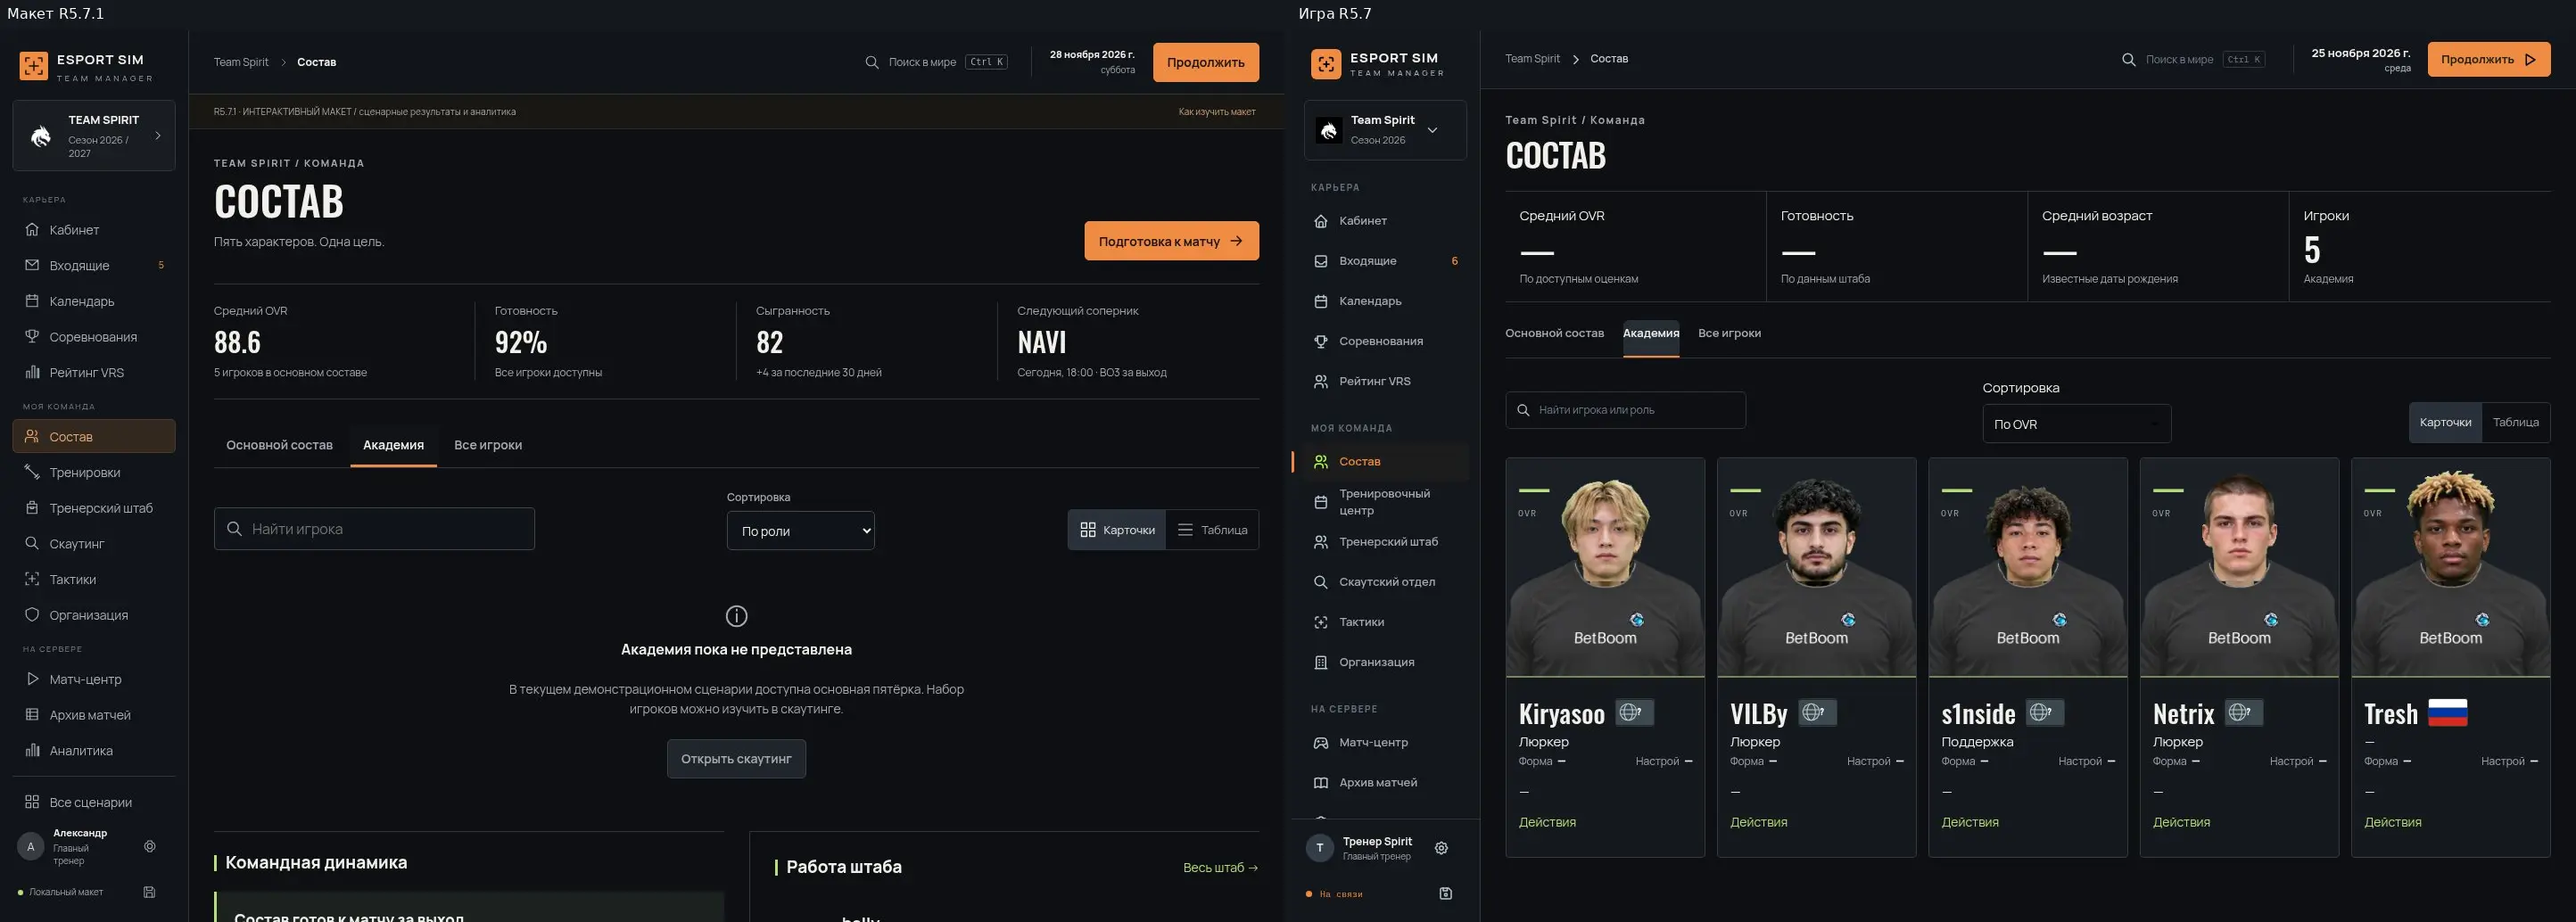 Макет R5.7.1
ESPORT SIM
TEAM MANAGER
TEAM SPIRIT
Сезон 2026 /
2027
КАРЬЕРА
Кабинет
Входящие 5
Календарь
Соревнования
Рейтинг VRS
МОЯ КОМАНДА
Состав
Тренировки
Тренерский штаб
Скаутинг
Тактики
Организация
НА СЕРВЕРЕ
Матч-центр
Архив матчей
Аналитика
Все сценарии
А
Александр
Главный
тренер
Локальный макет
Team Spirit > Состав
Поиск в мире Ctrl K
28 ноября 2026 г.
суббота
Продолжить
R5.7.1 · ИНТЕРАКТИВНЫЙ МАКЕТ / сценарные результаты и аналитика
Как изучить макет
TEAM SPIRIT / КОМАНДА
СОСТАВ
Пять характеров. Одна цель.
Подготовка к матчу →
Средний OVR
88.6
5 игроков в основном составе
Готовность
92%
Все игроки доступны
Сыгранность
82
+4 за последние 30 дней
Следующий соперник
NAVI
Сегодня, 18:00 · BO3 за выход
Основной состав Академия Все игроки
Найти игрока
Сортировка
По роли
Карточки Таблица
Академия пока не представлена
В текущем демонстрационном сценарии доступна основная пятёрка. Набор
игроков можно изучить в скаутинге.
Открыть скаутинг
Командная динамика
Состав готов к матчу за выход
Работа штаба
Весь штаб →
hally
Игра R5.7
ESPORT SIM
TEAM MANAGER
Team Spirit
Сезон 2026
КАРЬЕРА
Кабинет
Входящие 6
Календарь
Соревнования
Рейтинг VRS
МОЯ КОМАНДА
Состав
Тренировочный
центр
Тренерский штаб
Скаутский отдел
Тактики
Организация
НА СЕРВЕРЕ
Матч-центр
Архив матчей
Т
Тренер Spirit
Главный тренер
На связи
Team Spirit > Состав
Поиск в мире Ctrl K
25 ноября 2026 г.
среда
Продолжить
Team Spirit / Команда
СОСТАВ
Средний OVR
—
По доступным оценкам
Готовность
—
По данным штаба
Средний возраст
—
Известные даты рождения
Игроки
5
Академия
Основной состав Академия Все игроки
Найти игрока или роль
Сортировка
По OVR
Карточки Таблица
—
OVR
BetBoom
Kiryasoo ?
Люркер
Форма — Настрой —
—
Действия
—
OVR
BetBoom
VILBy ?
Люркер
Форма — Настрой —
—
Действия
—
OVR
BetBoom
s1nside ?
Поддержка
Форма — Настрой —
—
Действия
—
OVR
BetBoom
Netrix ?
Люркер
Форма — Настрой —
—
Действия
—
OVR
BetBoom
Tresh
—
Форма — Настрой —
—
Действия